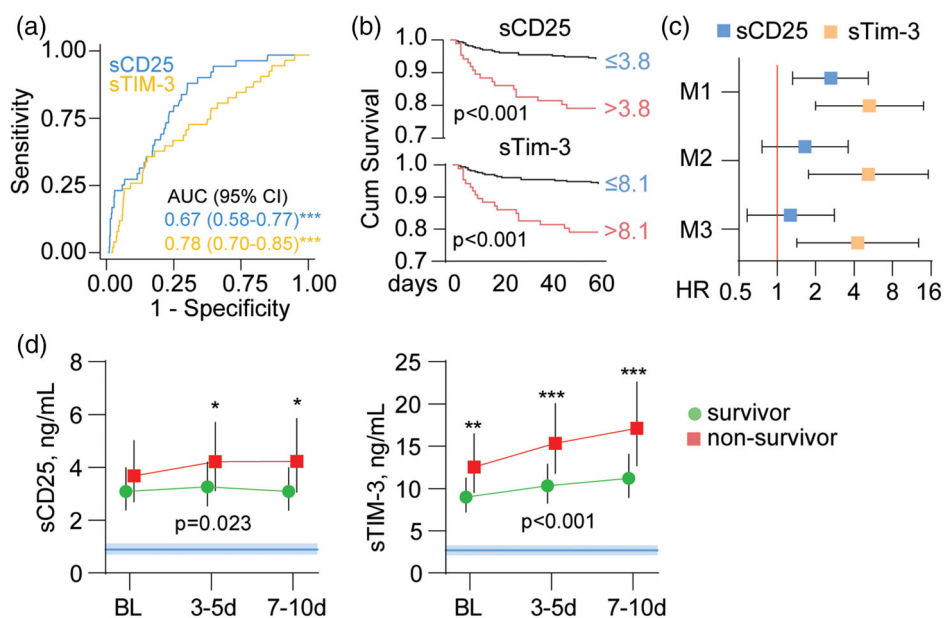 (a)
Sensitivity
1.00
0.75
0.25
0.00
sCD25
sTIM-3
AUC (95% CI)
0.67 (0.58-0.77)***
0.78 (0.70-0.85)***
0.00 0.25 0.75 1.00
1 - Specificity
(b)
Cum Survival
sCD25
1.0
0.9
0.8
0.7
≤3.8
>3.8
p<0.001
sTim-3
1.0
0.9
0.8
0.7
≤8.1
>8.1
p<0.001
days 0 20 40 60
(c)
sCD25 sTim-3
M1
M2
M3
HR 0.5 1 2 4 8 16
(d)
sCD25, ng/mL
8
6
4
2
0
* *
p=0.023
BL 3-5d 7-10d
sTIM-3, ng/mL
25
20
15
10
5
0
** *** ***
p<0.001
BL 3-5d 7-10d
survivor
non-survivor